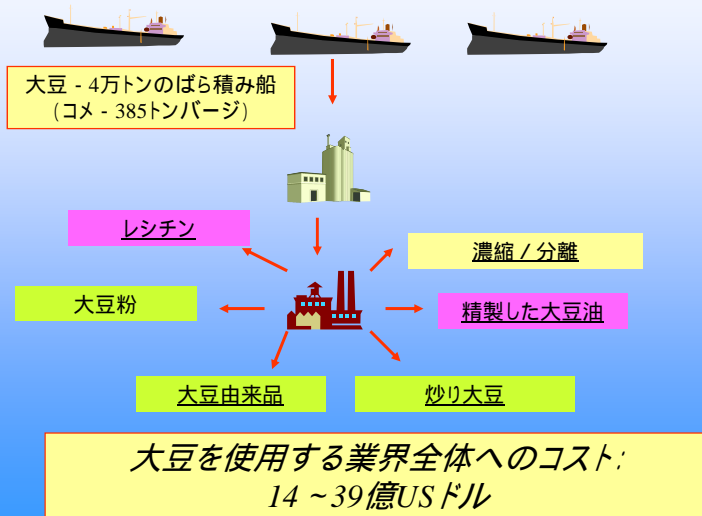 大豆 - 4万トンのばら積み船
(コメ - 385トンバージ)
レシチン
濃縮 / 分離
大豆粉
精製した大豆油
大豆由来品
炒り大豆
大豆を使用する業界全体へのコスト:
14 ~ 39億USドル